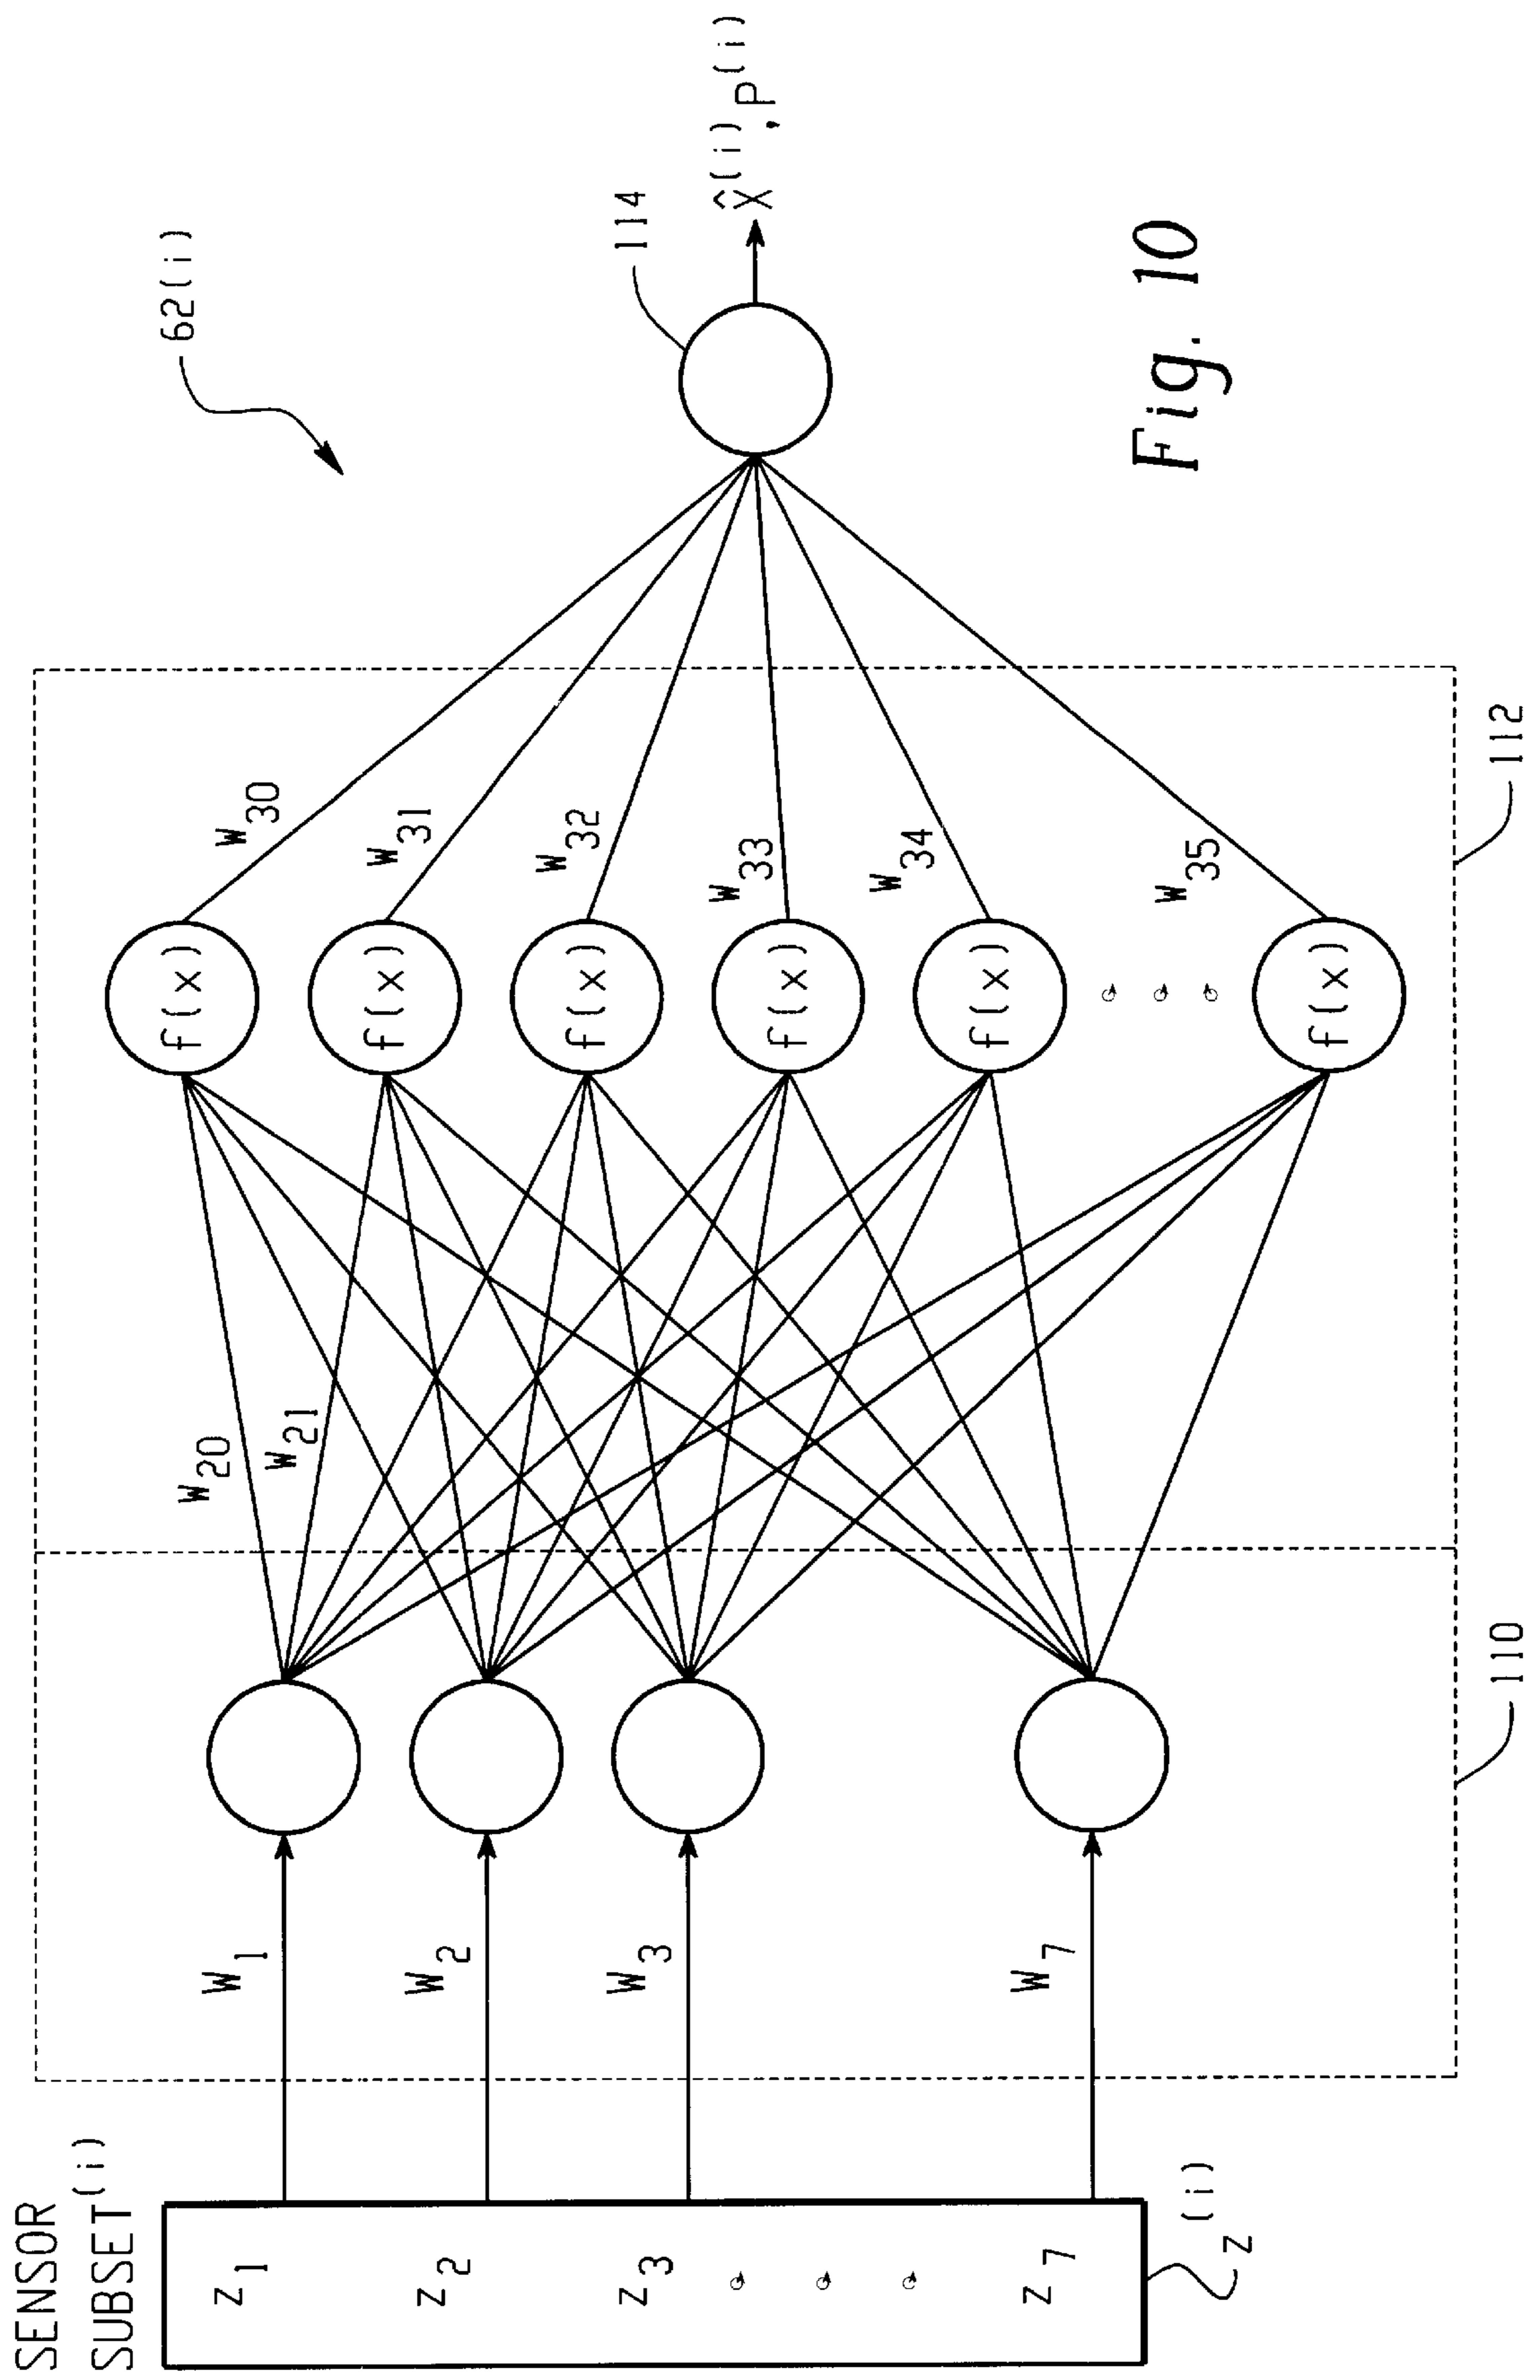 SENSOR
SUBSET(i)
z1
z2
z3
z7
z(i)
W1
W2
W3
W7
110
w20
w21
f(x)
f(x)
f(x)
f(x)
f(x)
f(x)
w30
w31
w32
w33
w34
w35
112
62(i)
114
x̂(i),P(i)
Fig. 10